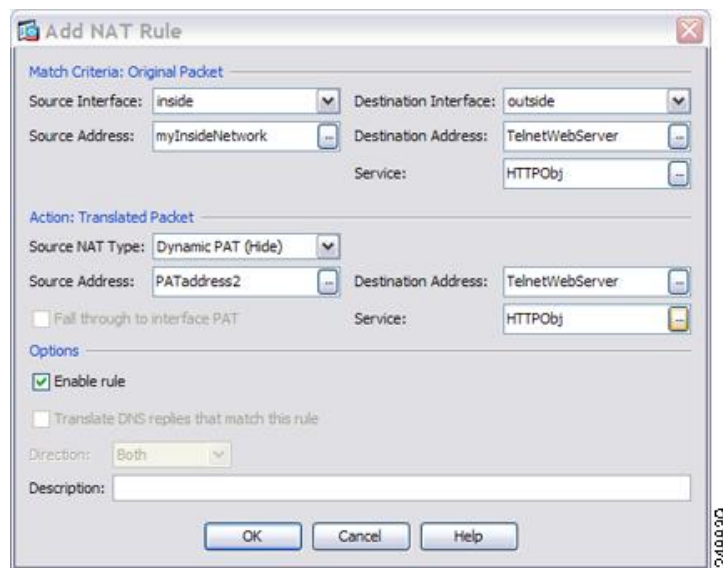 Add NAT Rule
Match Criteria: Original Packet
Source Interface: inside Destination Interface: outside
Source Address: myInsideNetwork ... Destination Address: TelnetWebServer ...
Service: HTTPObj ...
Action: Translated Packet
Source NAT Type: Dynamic PAT (Hide)
Source Address: PATaddress2 ... Destination Address: TelnetWebServer ...
Fall through to interface PAT Service: HTTPObj ...
Options
Enable rule
Translate DNS replies that match this rule
Direction: Both
Description:
OK Cancel Help